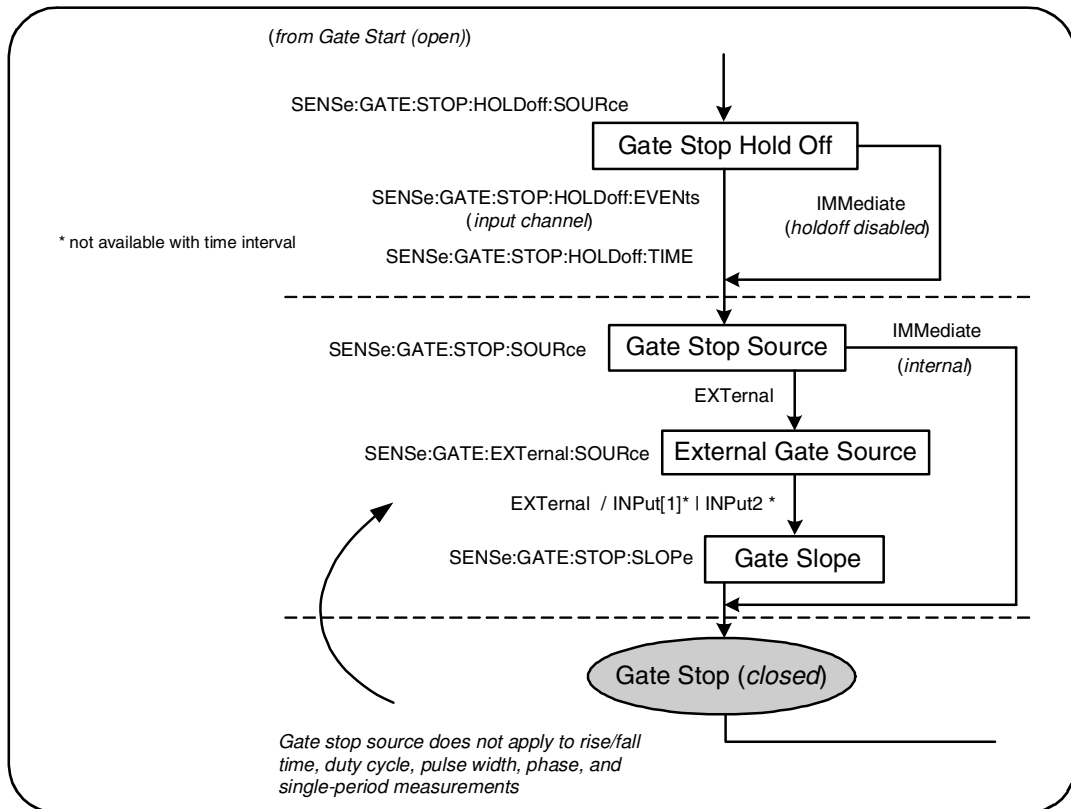 (from Gate Start (open))
SENSe:GATE:STOP:HOLDoff:SOURce
Gate Stop Hold Off
SENSe:GATE:STOP:HOLDoff:EVENts
(input channel)
IMMediate
(holdoff disabled)
* not available with time interval
SENSe:GATE:STOP:HOLDoff:TIME
SENSe:GATE:STOP:SOURce
Gate Stop Source
IMMediate
(internal)
EXTernal
SENSe:GATE:EXTernal:SOURce
External Gate Source
EXTernal / INPut[1]* | INPut2 *
SENSe:GATE:STOP:SLOPe
Gate Slope
Gate Stop (closed)
Gate stop source does not apply to rise/fall
time, duty cycle, pulse width, phase, and
single-period measurements